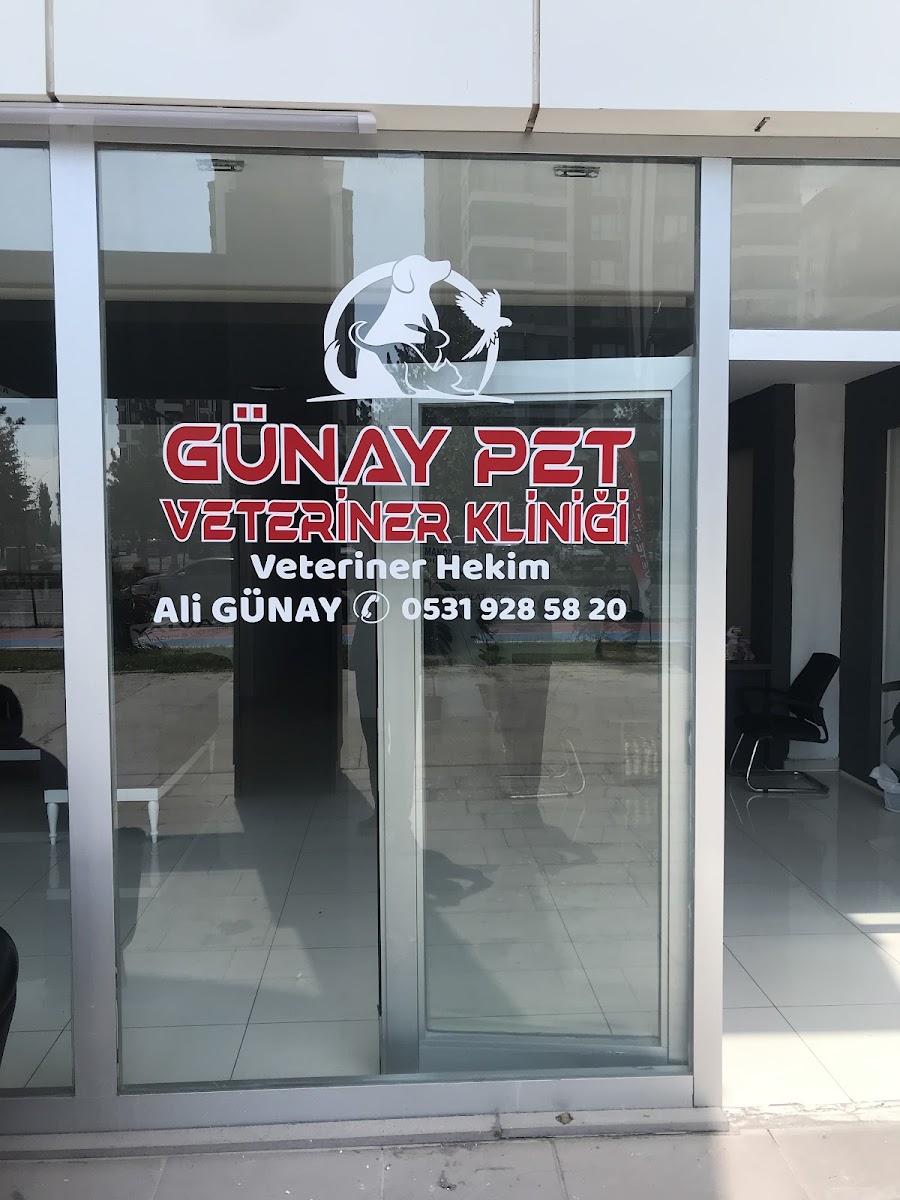 GÜNAY PET
VETERİNER KLİNİĞİ
Veteriner Hekim
Ali GÜNAY 0531 928 58 20